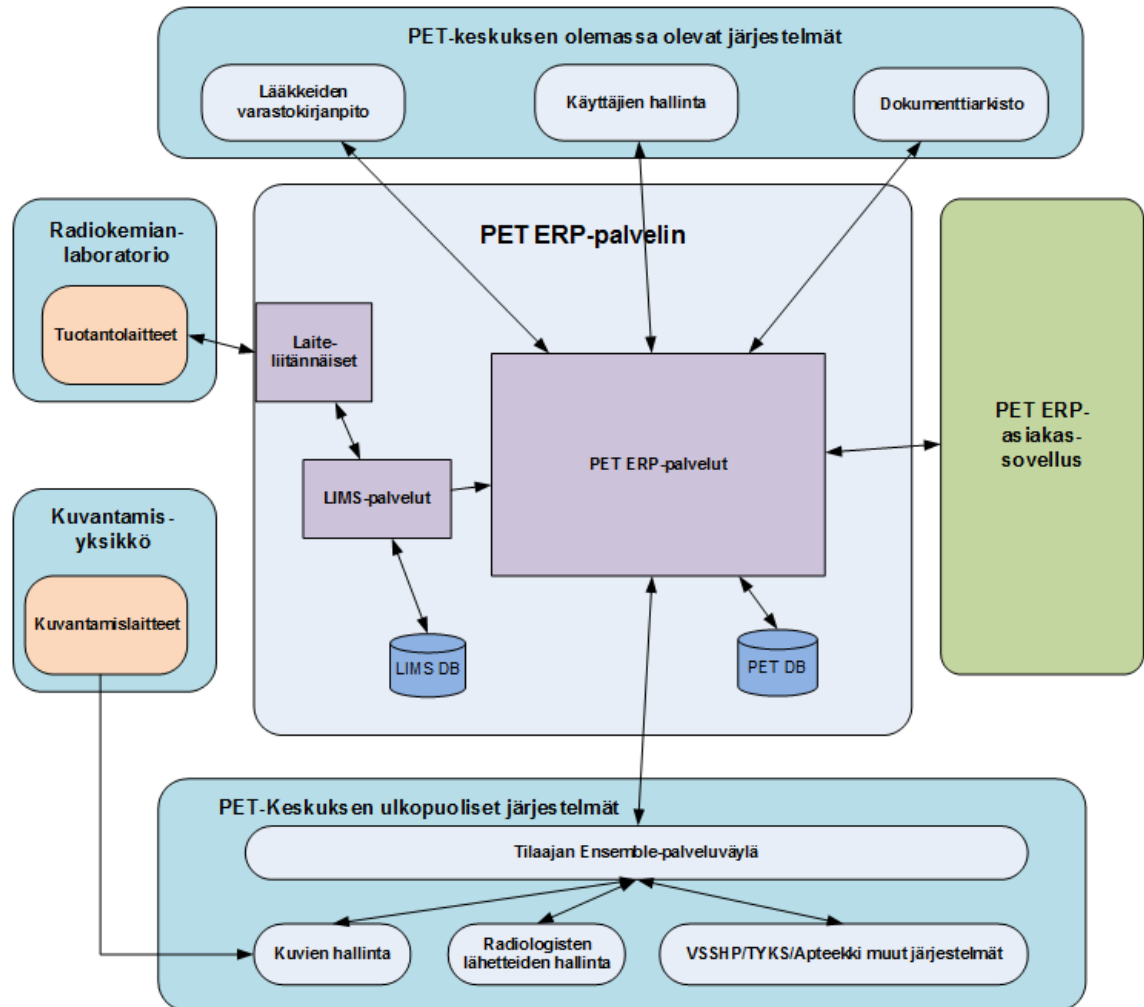 PET-keskuksen olemassa olevat järjestelmät
Lääkkeiden
varastokirjanpito
Käyttäjien hallinta
Dokumenttiarkisto
Radiokemian-
laboratorio
Tuotantolaitteet
PET ERP-palvelin
Laite-
liitännäiset
LIMS-palvelut
PET ERP-palvelut
PET ERP-
asiakas-
sovellus
Kuvantamis-
yksikkö
Kuvantamislaitteet
LIMS DB
PET DB
PET-Keskuksen ulkopuoliset järjestelmät
Tilaajan Ensemble-palveluväylä
Kuvien hallinta
Radiologisten
lähetteiden hallinta
VSSHP/TYKS/Apteekki muut järjestelmät